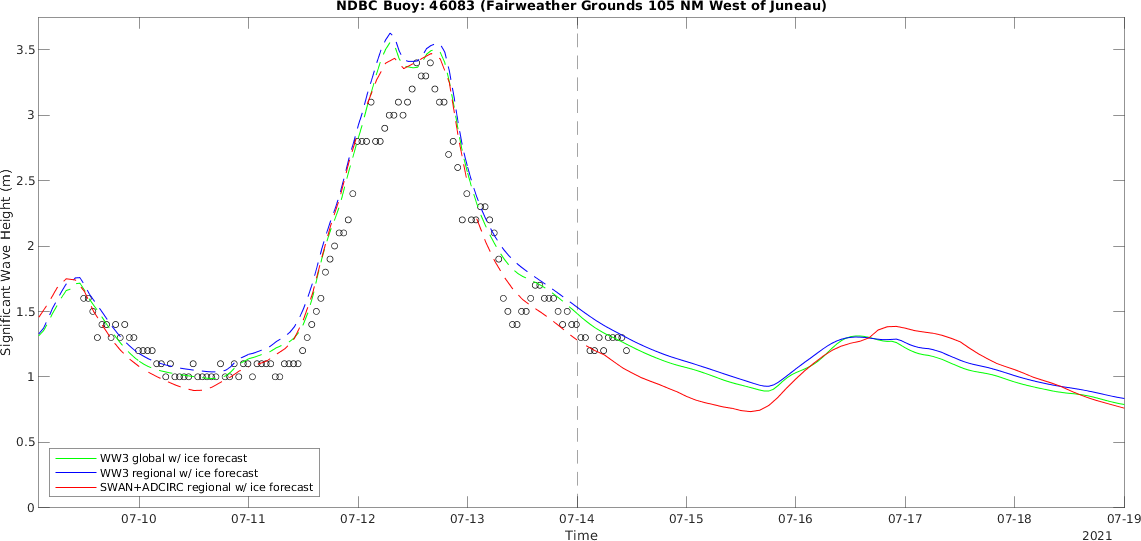 NDBC Buoy: 46083 (Fairweather Grounds 105 NM West of Juneau)
3.5
3
2.5
2
1.5
1
0.5
0
Significant Wave Height (m)
WW3 global w/ ice forecast
WW3 regional w/ ice forecast
SWAN+ADCIRC regional w/ ice forecast
07-10 07-11 07-12 07-13 07-14 07-15 07-16 07-17 07-18 07-19
Time
2021